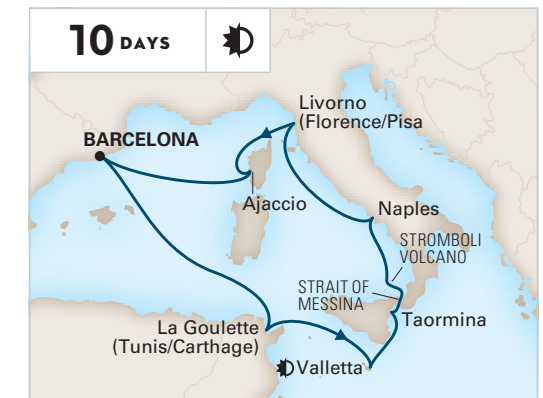 10 DAYS
Livorno
(Florence/Pisa
BARCELONA
Ajaccio
Naples
STROMBOLI
VOLCANO
STRAIT OF
MESSINA
Taormina
La Goulette
(Tunis/Carthage)
Valletta